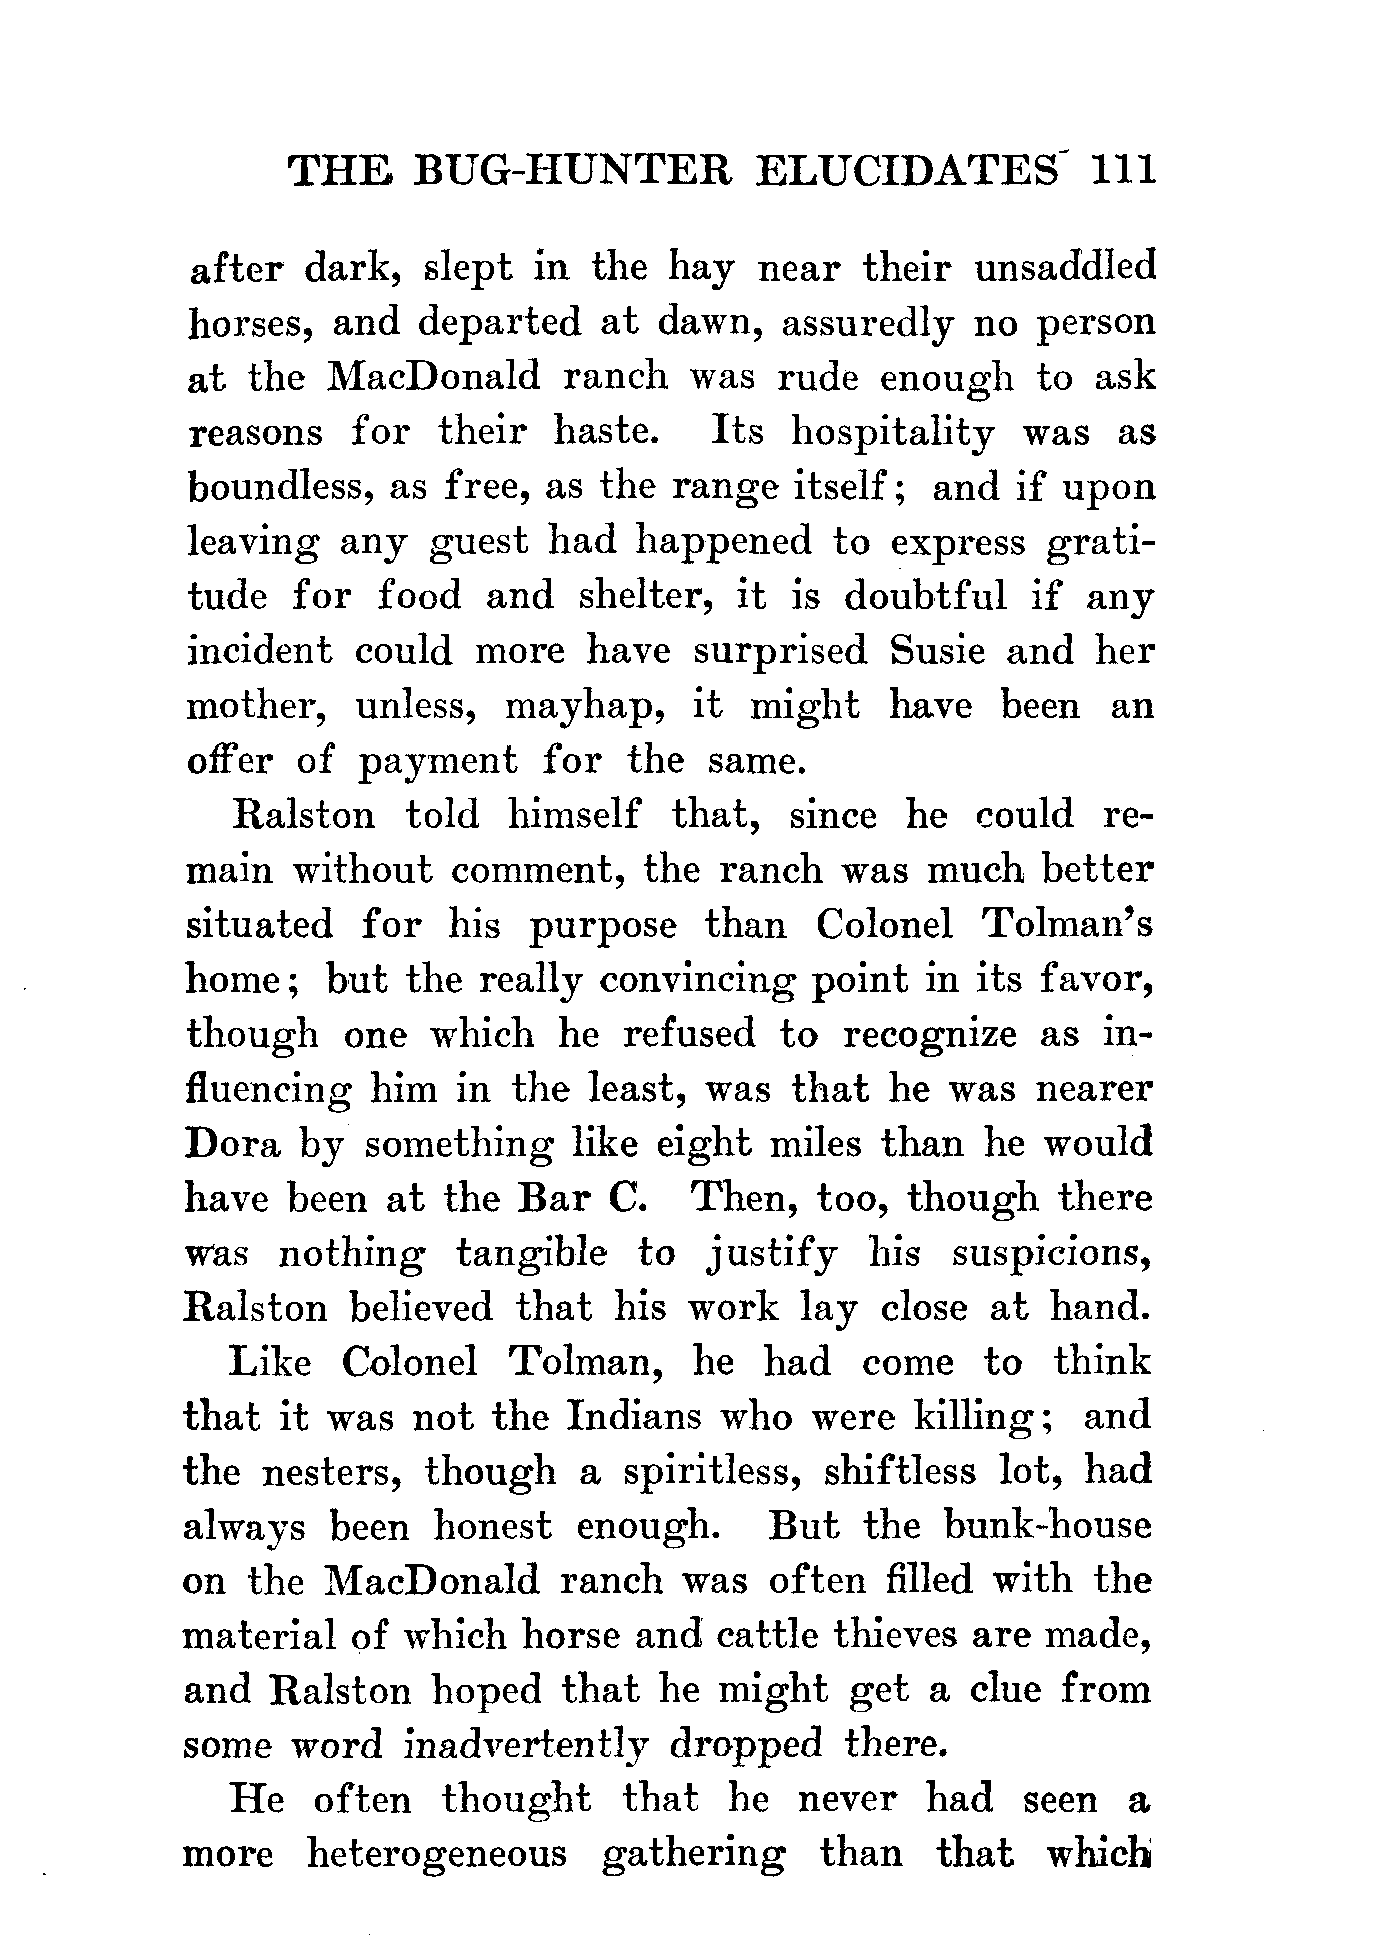 THE BUG-HUNTER ELUCIDATES 111
after dark, slept in the hay near their unsaddled
horses, and departed at dawn, assuredly no person
at the MacDonald ranch was rude enough to ask
reasons for their haste. Its hospitality was as
boundless, as free, as the range itself; and if upon
leaving any guest had happened to express grati-
tude for food and shelter, it is doubtful if any
incident could more have surprised Susie and her
mother, unless, mayhap, it might have been an
offer of payment for the same.
Ralston told himself that, since he could re-
main without comment, the ranch was much better
situated for his purpose than Colonel Tolman's
home; but the really convincing point in its favor,
though one which he refused to recognize as in-
fluencing him in the least, was that he was nearer
Dora by something like eight miles than he would
have been at the Bar C. Then, too, though there
was nothing tangible to justify his suspicions,
Ralston believed that his work lay close at hand.
Like Colonel Tolman, he had come to think
that it was not the Indians who were killing; and
the nesters, though a spiritless, shiftless lot, had
always been honest enough. But the bunk-house
on the MacDonald ranch was often filled with the
material of which horse and cattle thieves are made,
and Ralston hoped that he might get a clue from
some word inadvertently dropped there.
He often thought that he never had seen a
more heterogeneous gathering than that which